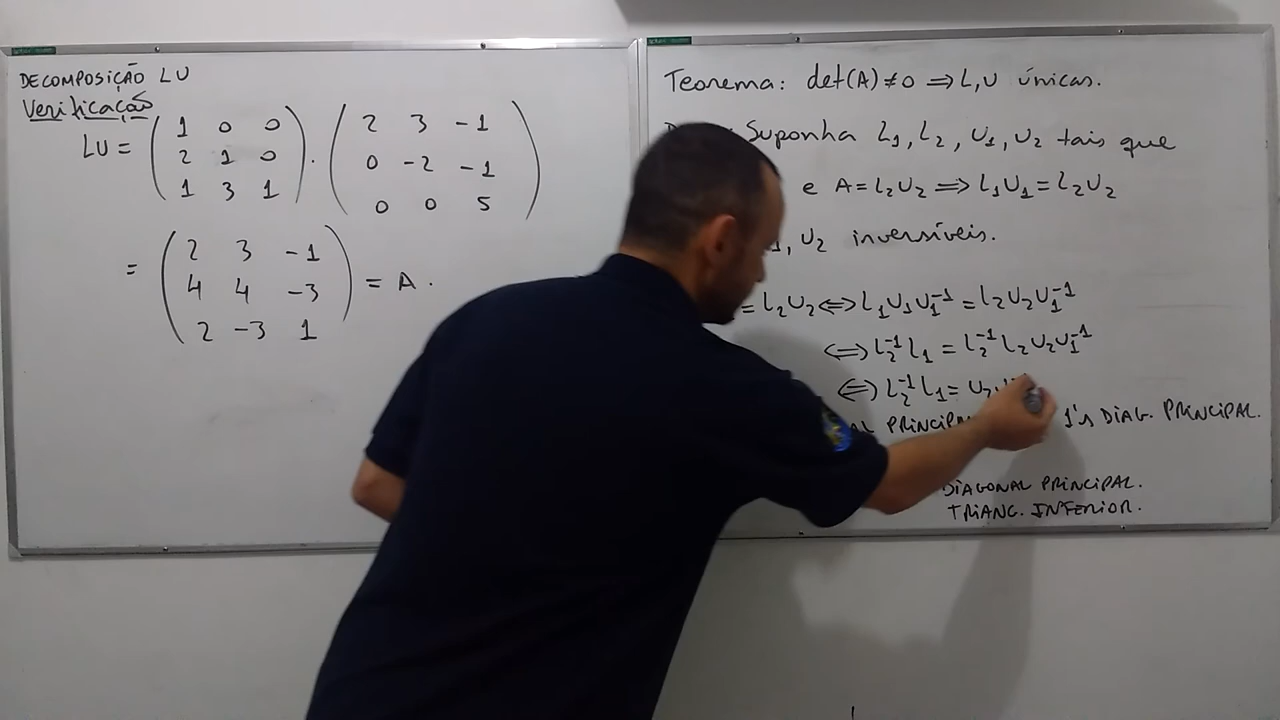 DECOMPOSIÇÃO LU
Verificação
LU = ( 1 0 0 ) . ( 2 3 -1 )
2 1 0   0 -2 -1
1 3 1   0 0 5
= ( 2 3 -1 ) = A.
4 4 -3
2 -3 1
Teorema: det(A) ≠ 0 ⟹ L,U únicas.
Suponha L₁, L₂, U₁, U₂ tais que
e A = L₂U₂ ⟹ L₁U₁ = L₂U₂
U₂ inversíveis.
= L₂U₂ ⟺ L₁U₁U₁⁻¹ = L₂U₂U₁⁻¹
⟺ L₂⁻¹L₁ = L₂⁻¹L₂U₂U₁⁻¹
⟺ L₂⁻¹L₁ = U₂
1's DIAG. PRINCIPAL.
DIAGONAL PRINCIPAL.
TRIANG. INFERIOR.